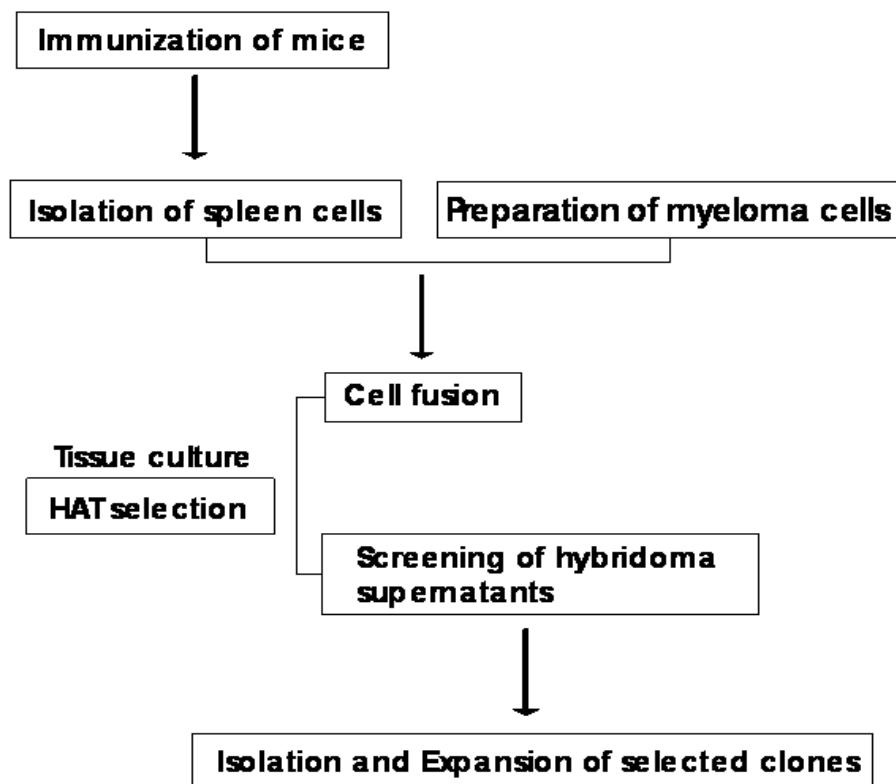 Immunization of mice
Isolation of spleen cells
Preparation of myeloma cells
Cell fusion
Tissue culture
HAT selection
Screening of hybridoma
supernatants
Isolation and Expansion of selected clones